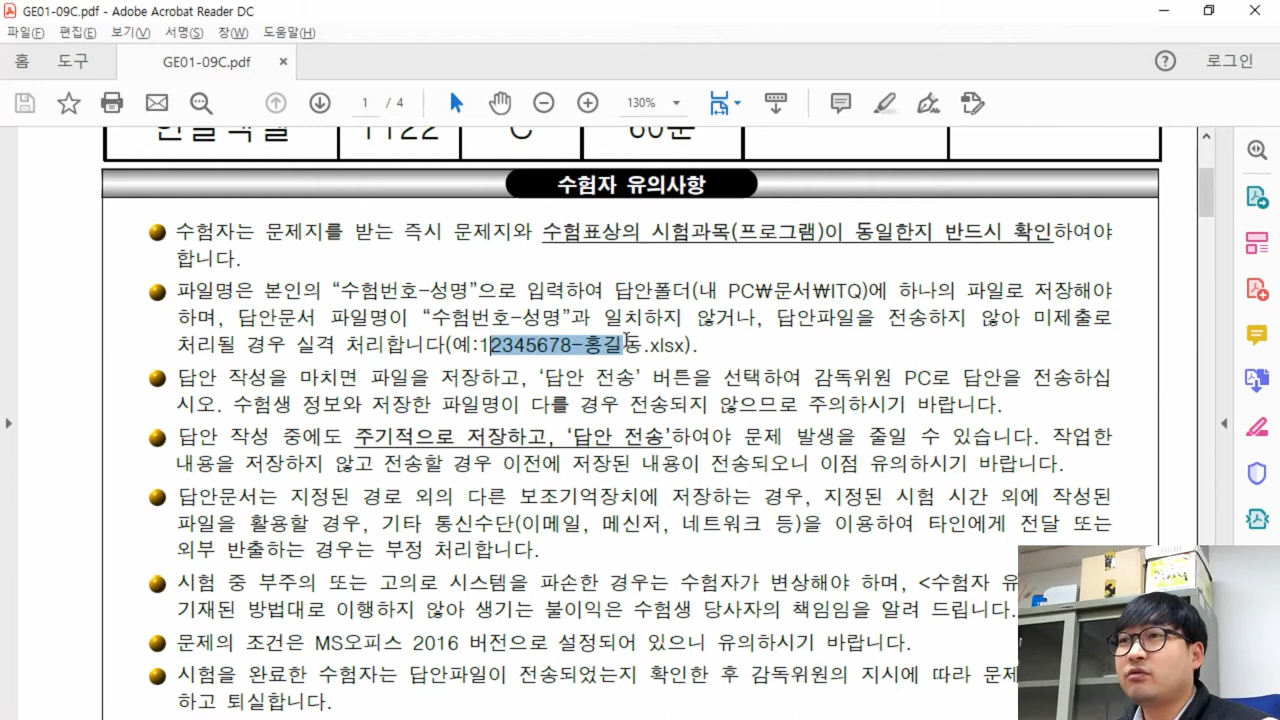 GE01-09C.pdf - Adobe Acrobat Reader DC
파일(F) 편집(E) 보기(V) 서명(S) 창(W) 도움말(H)
홈 도구 GE01-09C.pdf × ? 로그인
1 / 4 130%
1122 C 60분
수험자 유의사항
수험자는 문제지를 받는 즉시 문제지와 수험표상의 시험과목(프로그램)이 동일한지 반드시 확인하여야
합니다.
파일명은 본인의 “수험번호-성명”으로 입력하여 답안폴더(내 PC₩문서₩ITQ)에 하나의 파일로 저장해야
하며, 답안문서 파일명이 “수험번호-성명”과 일치하지 않거나, 답안파일을 전송하지 않아 미제출로
처리될 경우 실격 처리합니다(예:12345678-홍길동.xlsx).
답안 작성을 마치면 파일을 저장하고, ‘답안 전송’ 버튼을 선택하여 감독위원 PC로 답안을 전송하십
시오. 수험생 정보와 저장한 파일명이 다를 경우 전송되지 않으므로 주의하시기 바랍니다.
답안 작성 중에도 주기적으로 저장하고, ‘답안 전송’하여야 문제 발생을 줄일 수 있습니다. 작업한
내용을 저장하지 않고 전송할 경우 이전에 저장된 내용이 전송되오니 이점 유의하시기 바랍니다.
답안문서는 지정된 경로 외의 다른 보조기억장치에 저장하는 경우, 지정된 시험 시간 외에 작성된
파일을 활용할 경우, 기타 통신수단(이메일, 메신저, 네트워크 등)을 이용하여 타인에게 전달 또는
외부 반출하는 경우는 부정 처리합니다.
시험 중 부주의 또는 고의로 시스템을 파손한 경우는 수험자가 변상해야 하며, <수험자 유
기재된 방법대로 이행하지 않아 생기는 불이익은 수험생 당사자의 책임임을 알려 드립니다.
문제의 조건은 MS오피스 2016 버전으로 설정되어 있으니 유의하시기 바랍니다.
시험을 완료한 수험자는 답안파일이 전송되었는지 확인한 후 감독위원의 지시에 따라 문제
하고 퇴실합니다.